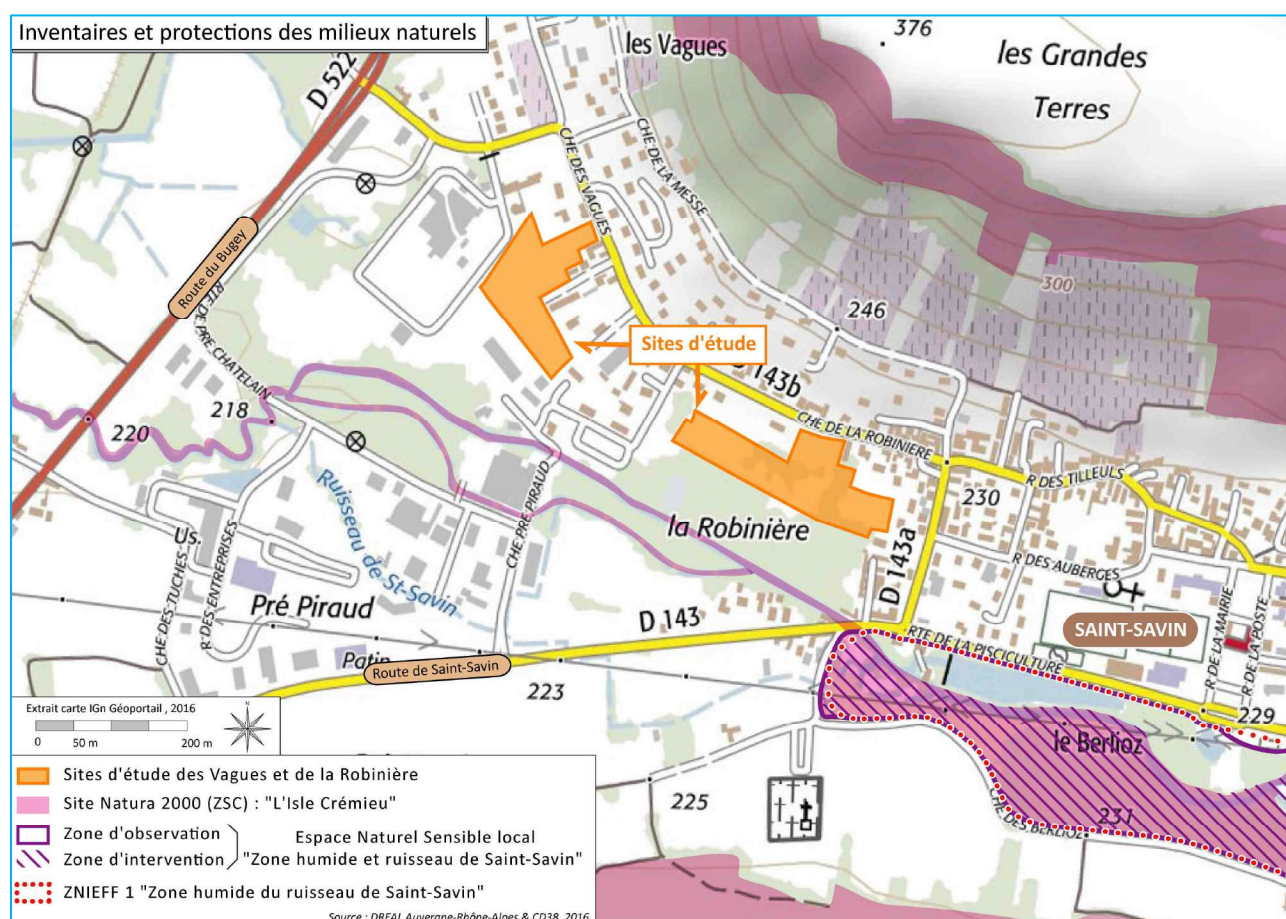 Inventaires et protections des milieux naturels
les Vagues
376
les Grandes
Terres
D 522
CHE DES VAGUES
CHE DE LA MESSE
Route du Bugey
RTE DE PRE CHATELAIN
300
246
Sites d'étude
143b
CHE DE LA ROBINIÈRE
218
220
Ruisseau de St-Savin
CHE PRE PIRAUD
la Robinière
230
R DES TILLEULS
D 143a
R DES AUBERGES
Us.
CHE DES TUCHES
R DES ENTREPRISES
Pré Piraud
D 143
SAINT-SAVIN
RTE DE LA PISCICULTURE
R DE LA MAIRIE
R DE LA POSTE
Patin
Route de Saint-Savin
223
229
le Berlioz
225
231
CHE DES BERLIOZ
Extrait carte IGn Géoportail , 2016
N
0 50 m 200 m
Sites d'étude des Vagues et de la Robinière
Site Natura 2000 (ZSC) : "L'Isle Crémieu"
Zone d'observation
Zone d'intervention
Espace Naturel Sensible local
"Zone humide et ruisseau de Saint-Savin"
ZNIEFF 1 "Zone humide du ruisseau de Saint-Savin"
Source : DREAL Auvergne-Rhône-Alpes & CD38, 2016